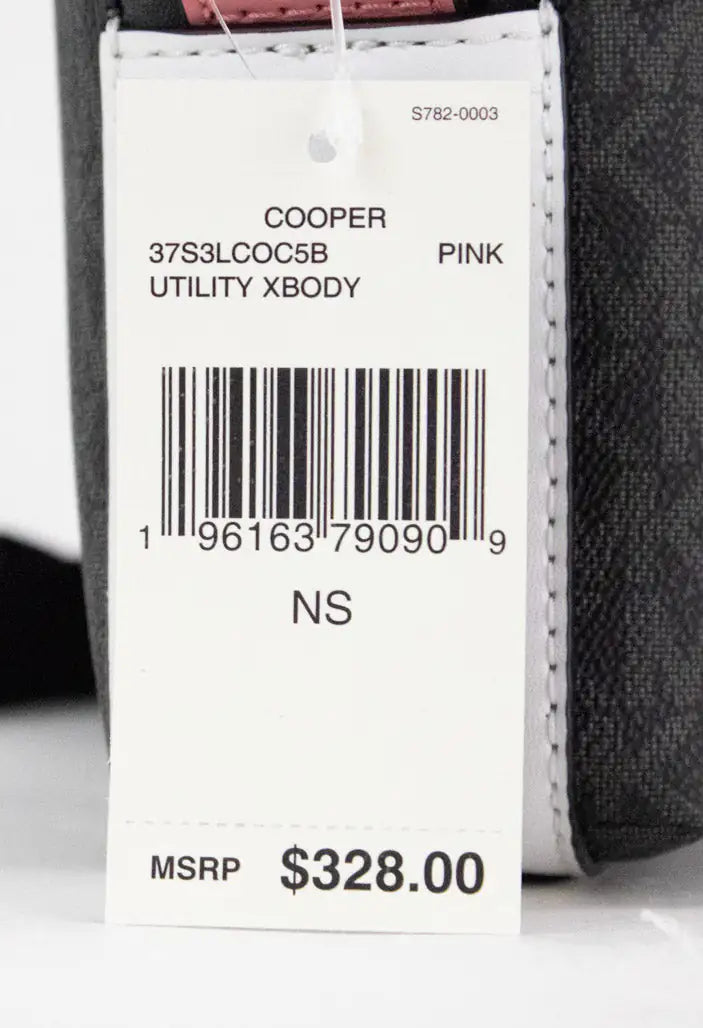 S782-0003
COOPER
37S3LCOC5B PINK
UTILITY XBODY
1 96163 79090 9
NS
MSRP $328.00